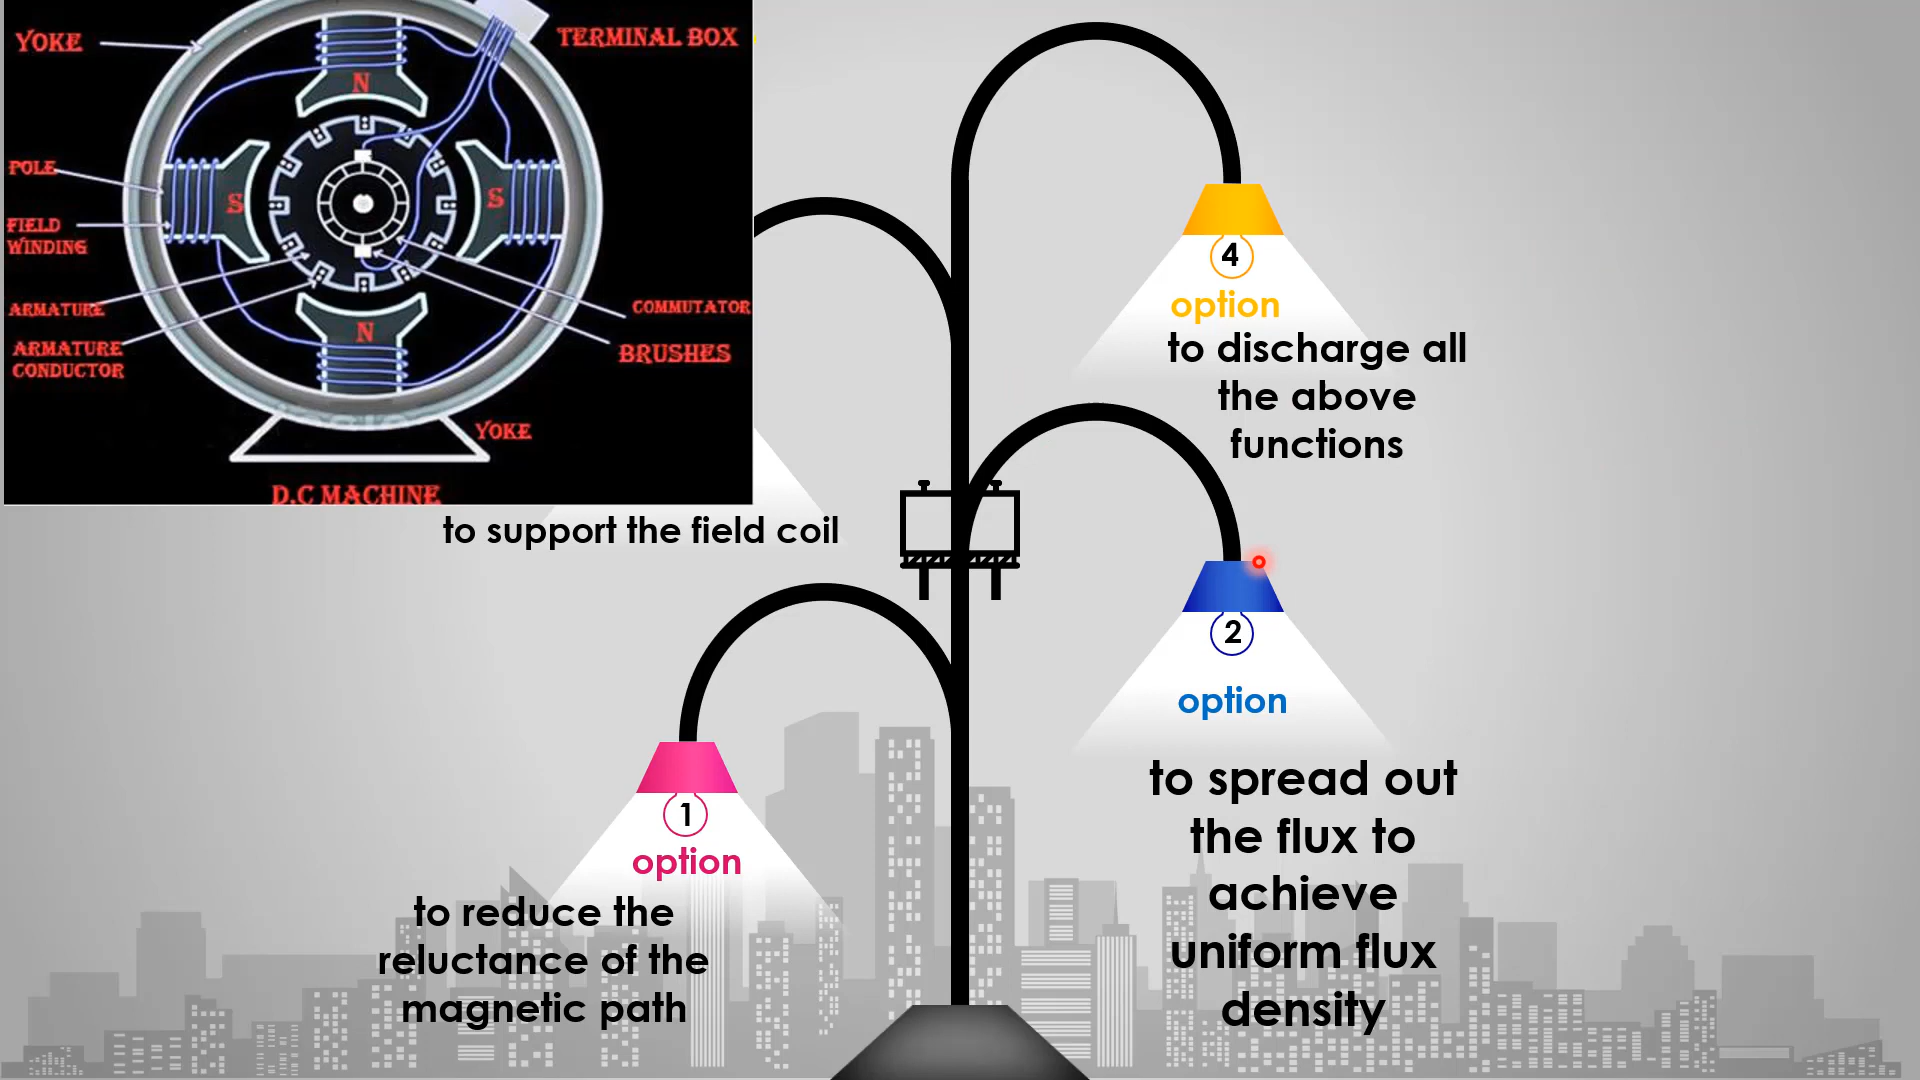 YOKE
TERMINAL BOX
N
POLE
S
S
FIELD
WINDING
ARMATURE
COMMUTATOR
N
ARMATURE
CONDUCTOR
BRUSHES
YOKE
D.C MACHINE
4
option
to discharge all
the above
functions
to support the field coil
2
option
to spread out
the flux to
achieve
uniform flux
density
1
option
to reduce the
reluctance of the
magnetic path